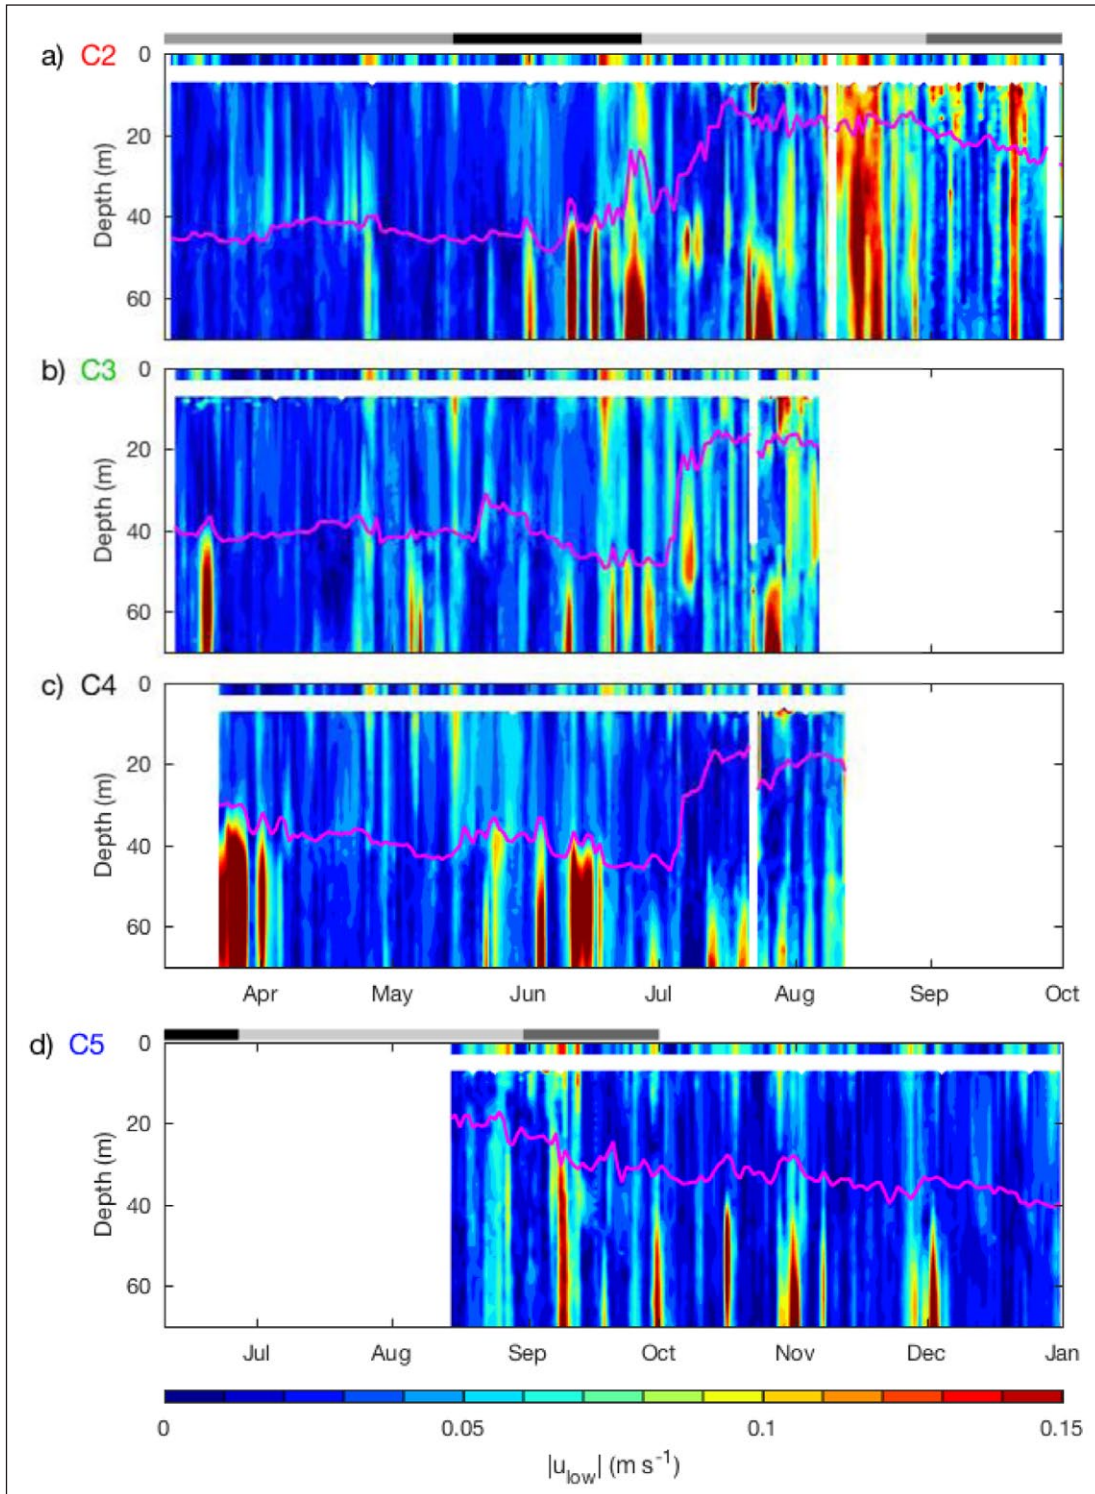 a) C2
0
20
40
60
Depth (m)
b) C3
0
20
40
60
Depth (m)
c) C4
0
20
40
60
Depth (m)
Apr May Jun Jul Aug Sep Oct
d) C5
0
20
40
60
Depth (m)
Jul Aug Sep Oct Nov Dec Jan
0 0.05 0.1 0.15
|u_low| (m s⁻¹)